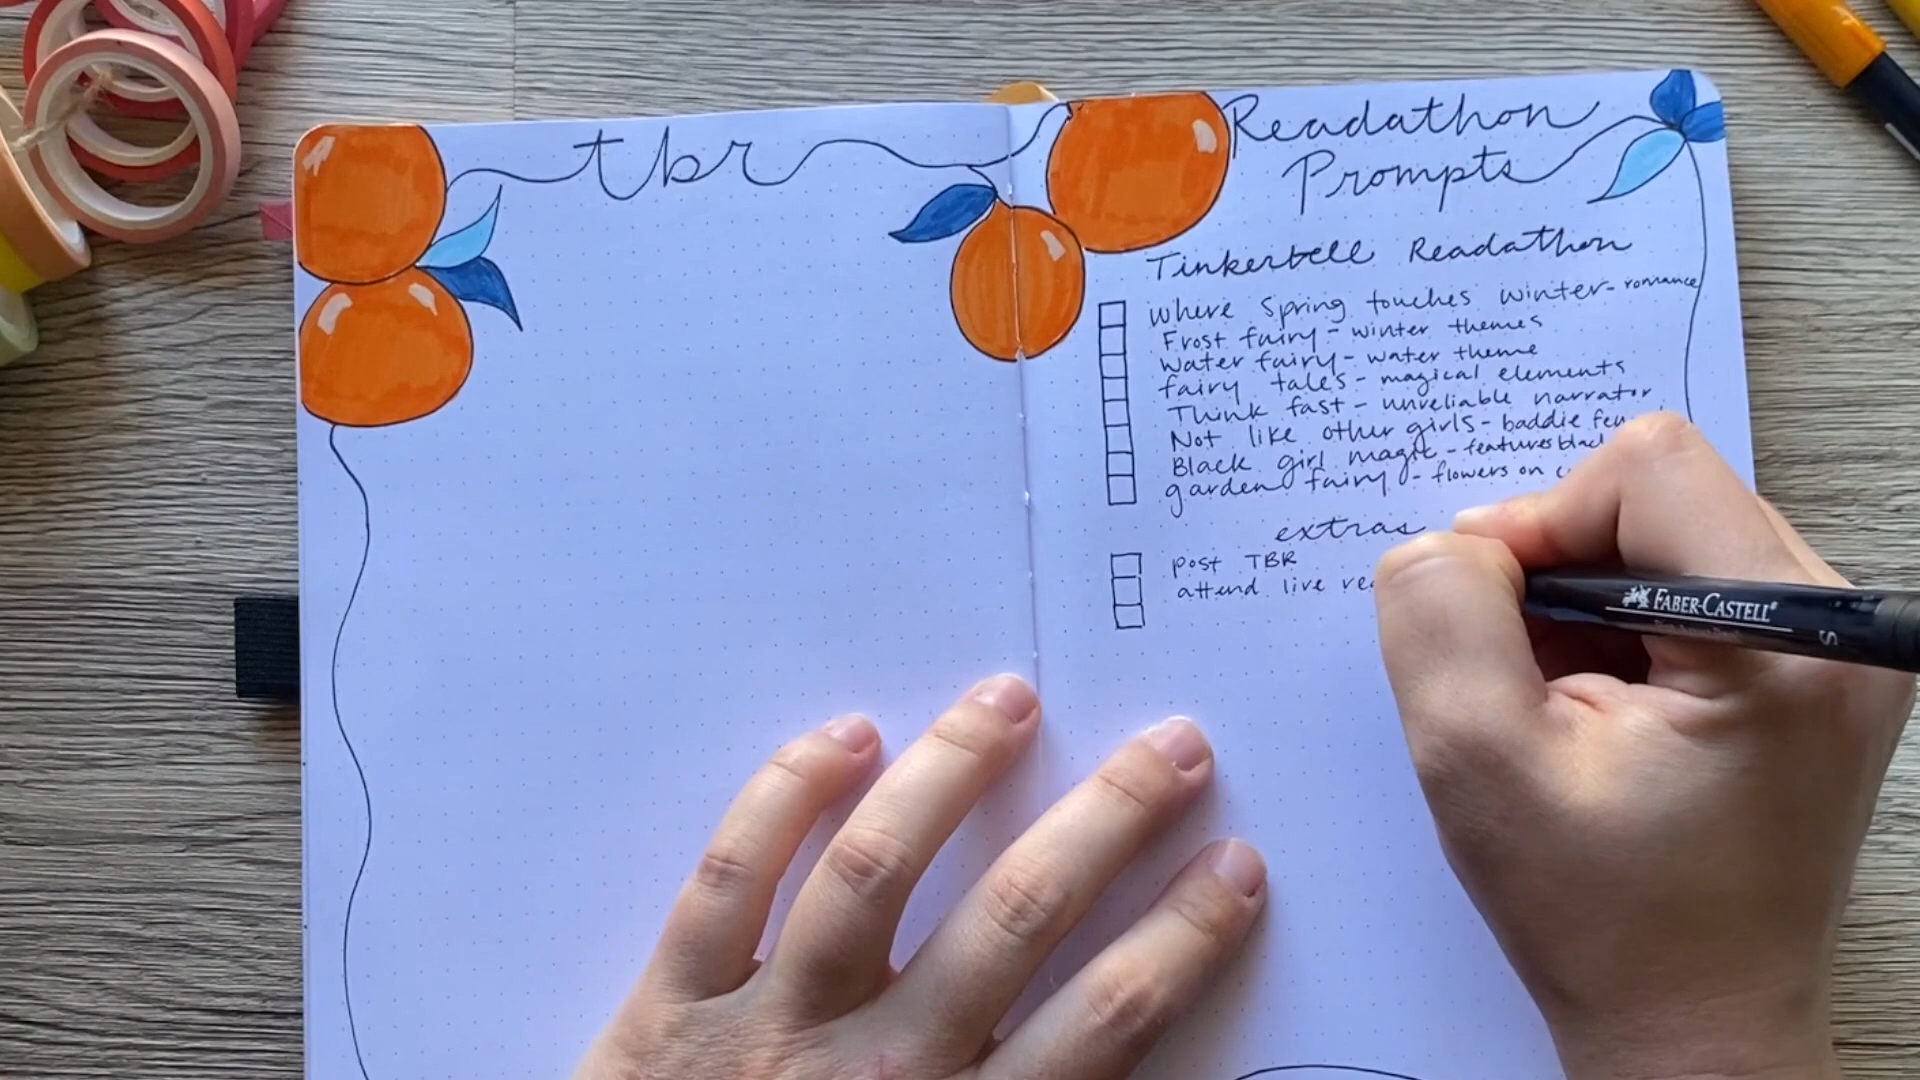 tbr
Readathon
Prompts
Tinkerbell Readathon
Where Spring touches winter - romance
Frost fairy - winter themes
Water fairy - water theme
fairy tales - magical elements
Think fast - unreliable narrator
Not like other girls - baddie
Black girl magic - features
garden fairy - flowers on
extras
post TBR
attend live
FABER-CASTELL
S